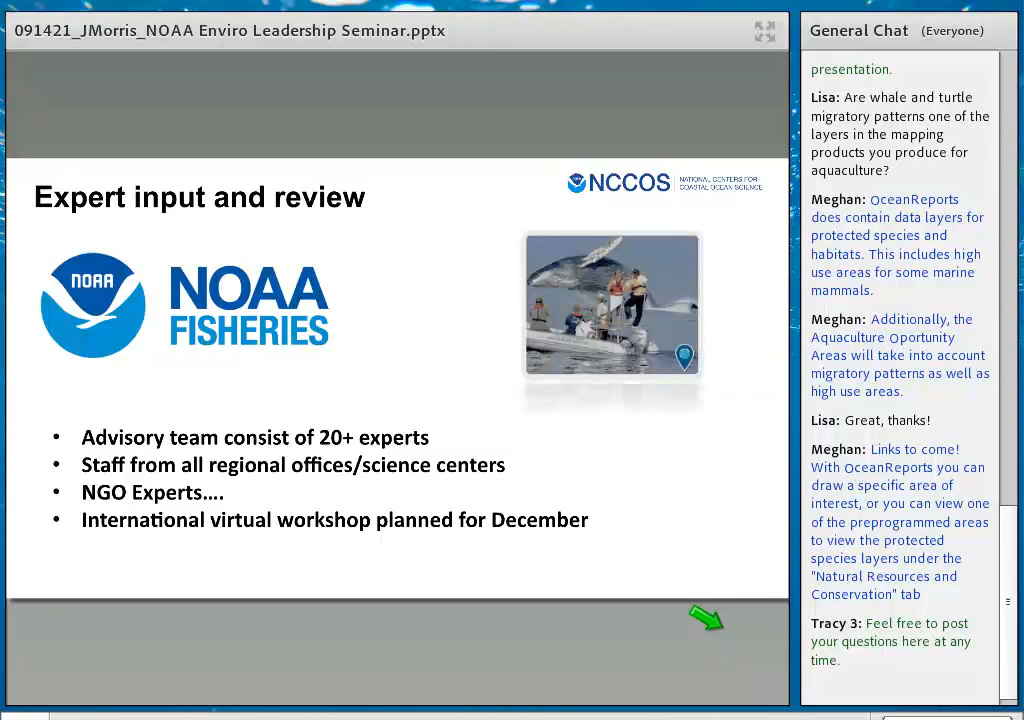 091421_JMorris_NOAA Enviro Leadership Seminar.pptx
Expert input and review
NCCOS
NATIONAL CENTERS FOR
COASTAL OCEAN SCIENCE
NOAA
NOAA
FISHERIES
• Advisory team consist of 20+ experts
• Staff from all regional offices/science centers
• NGO Experts....
• International virtual workshop planned for December
General Chat (Everyone)
presentation.
Lisa: Are whale and turtle
migratory patterns one of the
layers in the mapping
products you produce for
aquaculture?
Meghan: OceanReports
does contain data layers for
protected species and
habitats. This includes high
use areas for some marine
mammals.
Meghan: Additionally, the
Aquaculture Oportunity
Areas will take into account
migratory patterns as well as
high use areas.
Lisa: Great, thanks!
Meghan: Links to come!
With OceanReports you can
draw a specific area of
interest, or you can view one
of the preprogrammed areas
to view the protected
species layers under the
"Natural Resources and
Conservation" tab
Tracy 3: Feel free to post
your questions here at any
time.